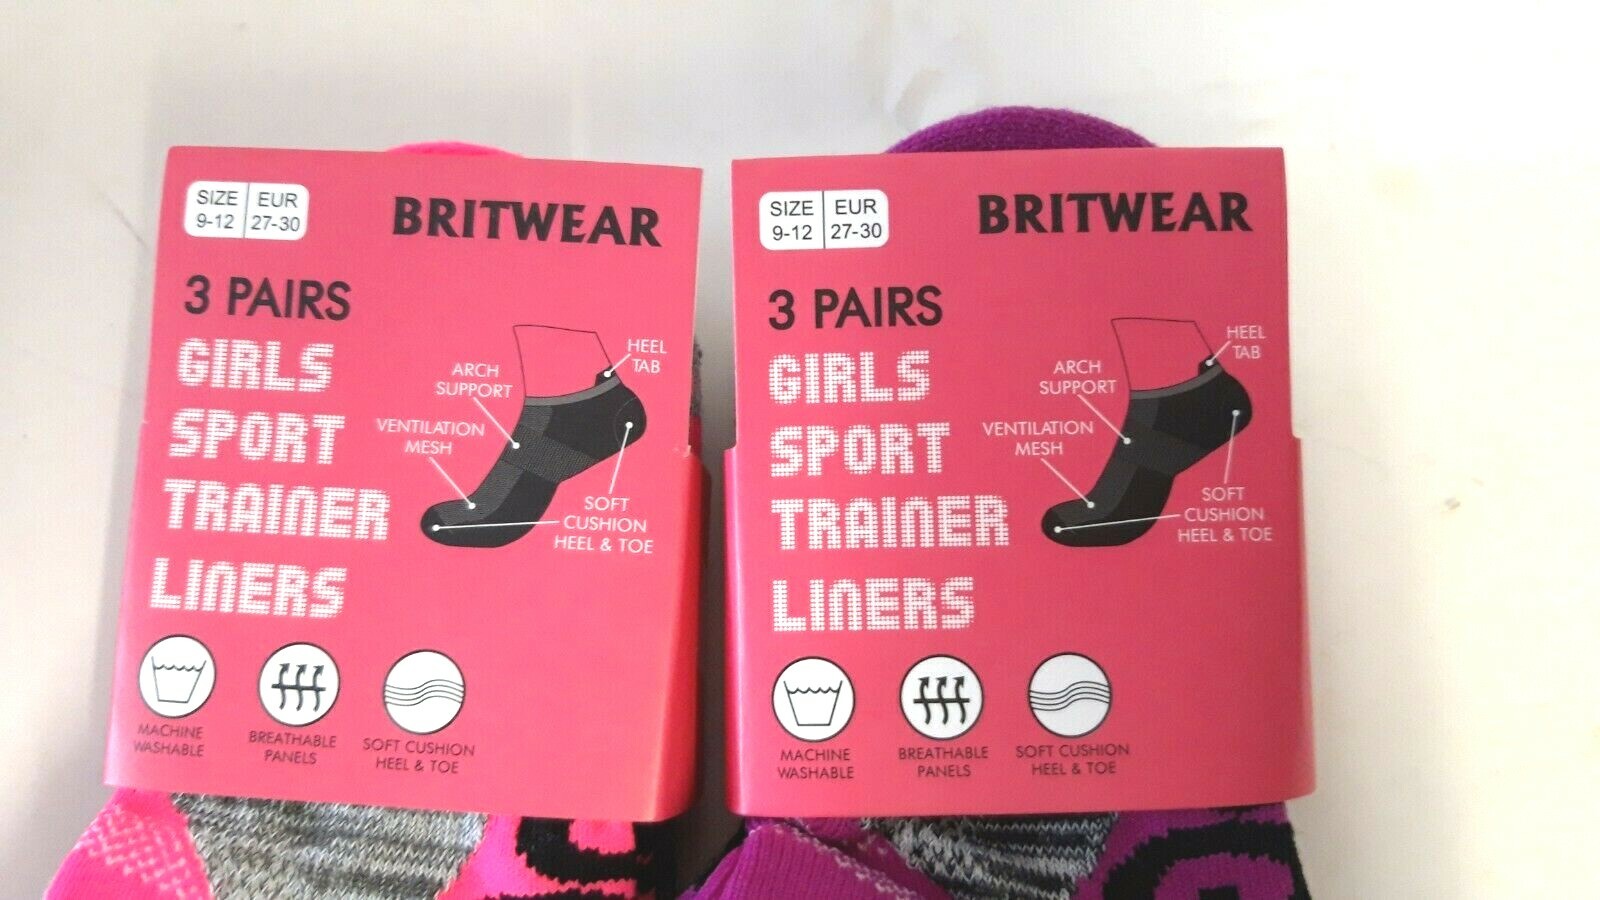 SIZE EUR
9-12 27-30
BRITWEAR
3 PAIRS
GIRLS
SPORT
TRAINER
LINERS
HEEL
TAB
ARCH
SUPPORT
VENTILATION
MESH
SOFT
CUSHION
HEEL & TOE
MACHINE
WASHABLE
BREATHABLE
PANELS
SOFT CUSHION
HEEL & TOE
SIZE EUR
9-12 27-30
BRITWEAR
3 PAIRS
GIRLS
SPORT
TRAINER
LINERS
HEEL
TAB
ARCH
SUPPORT
VENTILATION
MESH
SOFT
CUSHION
HEEL & TOE
MACHINE
WASHABLE
BREATHABLE
PANELS
SOFT CUSHION
HEEL & TOE